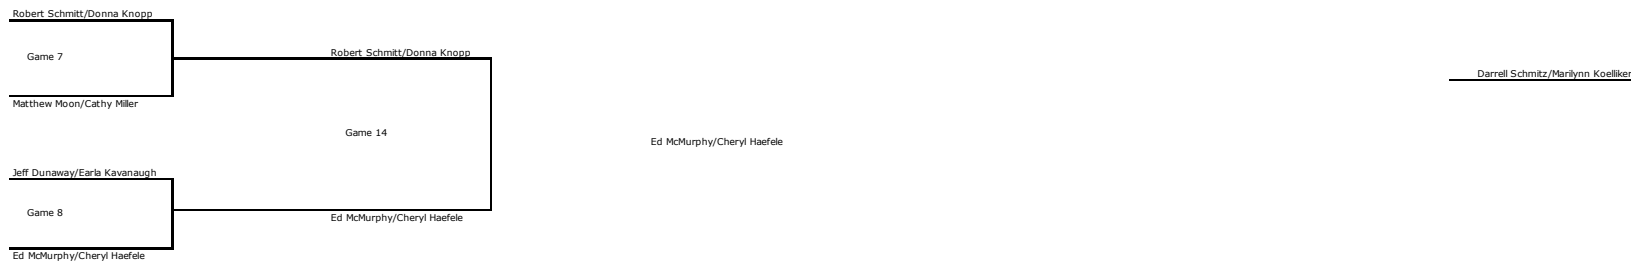 Robert Schmitt/Donna Knopp
Game 7
Robert Schmitt/Donna Knopp
Darrell Schmitz/Marilynn Koelliker
Matthew Moon/Cathy Miller
Game 14
Ed McMurphy/Cheryl Haefele
Jeff Dunaway/Earla Kavanaugh
Game 8
Ed McMurphy/Cheryl Haefele
Ed McMurphy/Cheryl Haefele